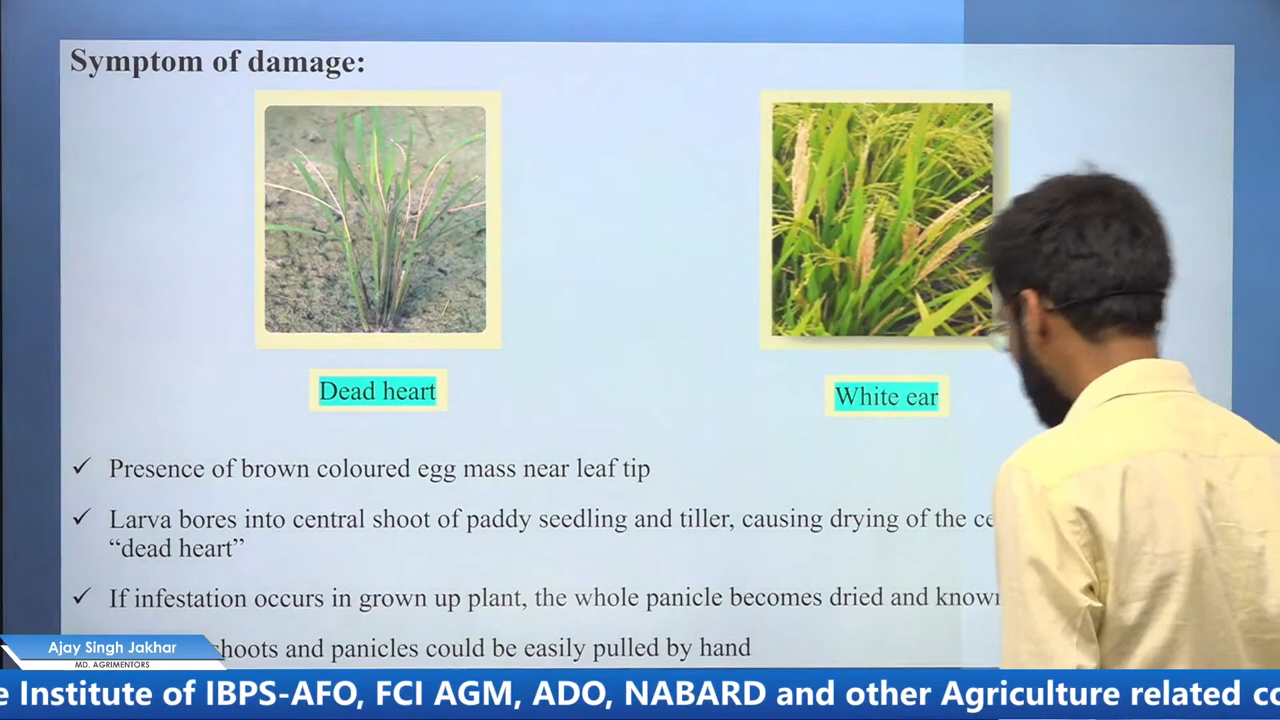 Symptom of damage:
Dead heart
White ear
✓ Presence of brown coloured egg mass near leaf tip
✓ Larva bores into central shoot of paddy seedling and tiller, causing drying of the
“dead heart”
✓ If infestation occurs in grown up plant, the whole panicle becomes dried and
shoots and panicles could be easily pulled by hand
Ajay Singh Jakhar
MD. AGRIMENTORS
Institute of IBPS-AFO, FCI AGM, ADO, NABARD and other Agriculture related